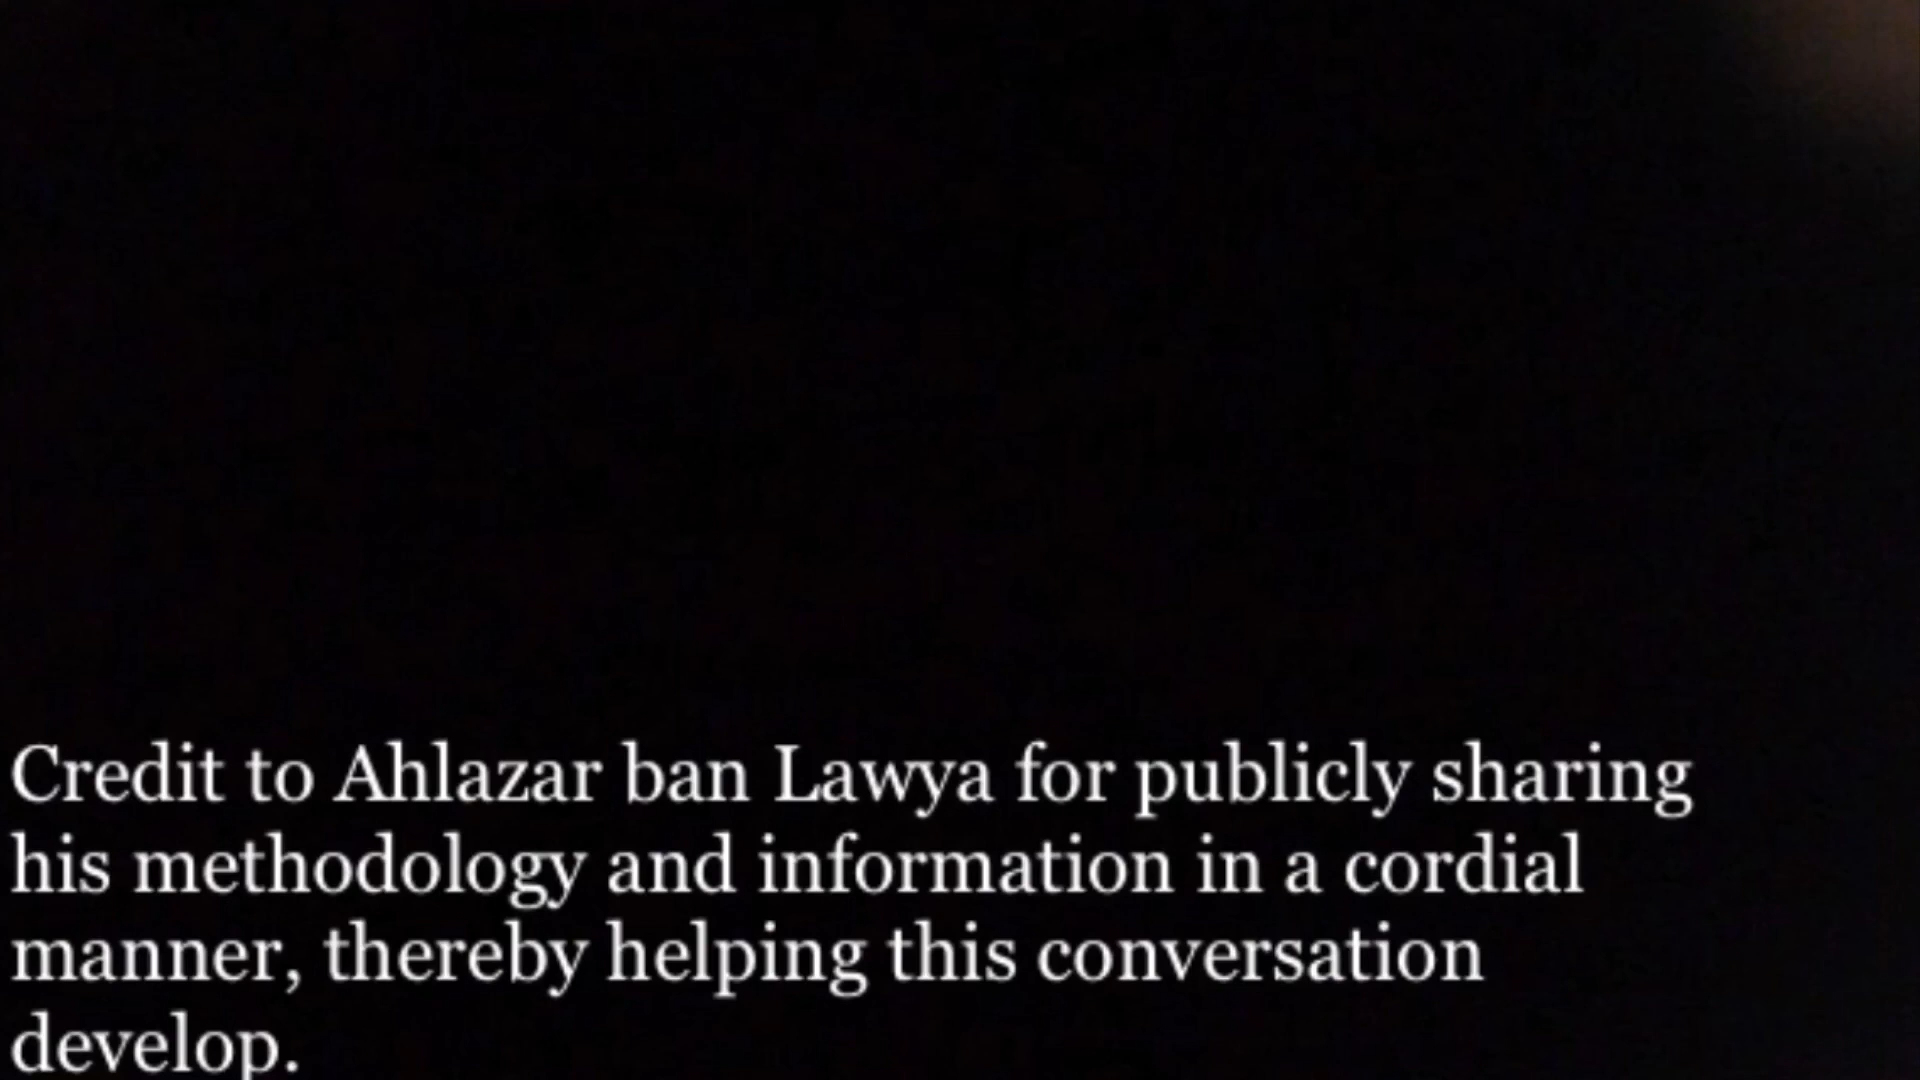 Credit to Ahlazar ban Lawya for publicly sharing
his methodology and information in a cordial
manner, thereby helping this conversation
develop.